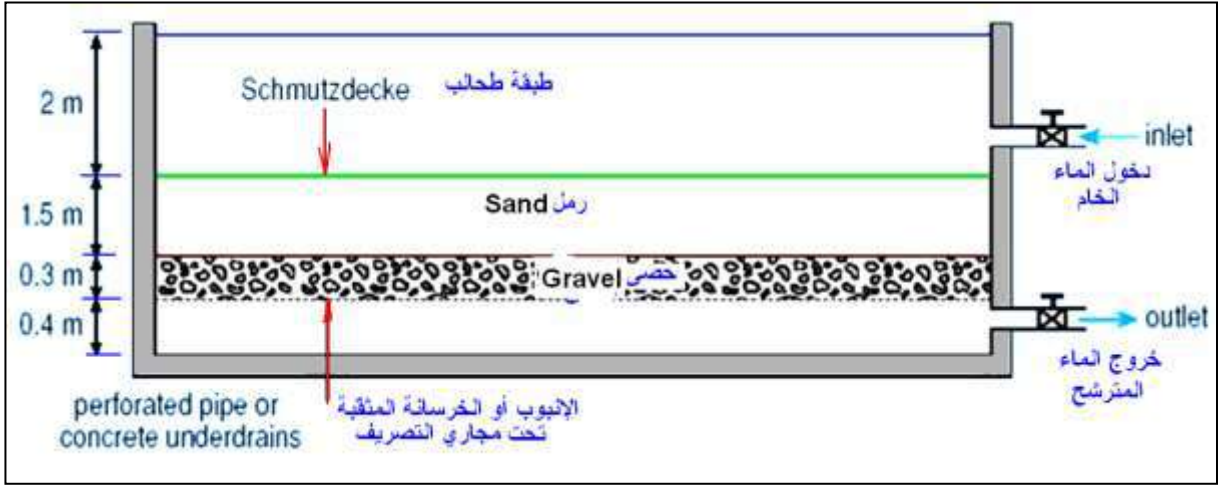 Schmutzdecke طبقة طحالب
2 m
inlet
دخول الماء
الخام
Sand رمل
1.5 m
Gravel حصى
0.3 m
0.4 m
outlet
خروج الماء
المترشح
perforated pipe or
concrete underdrains
الانبوب أو الخرسانة المثقبة
تحت مجاري التصريف